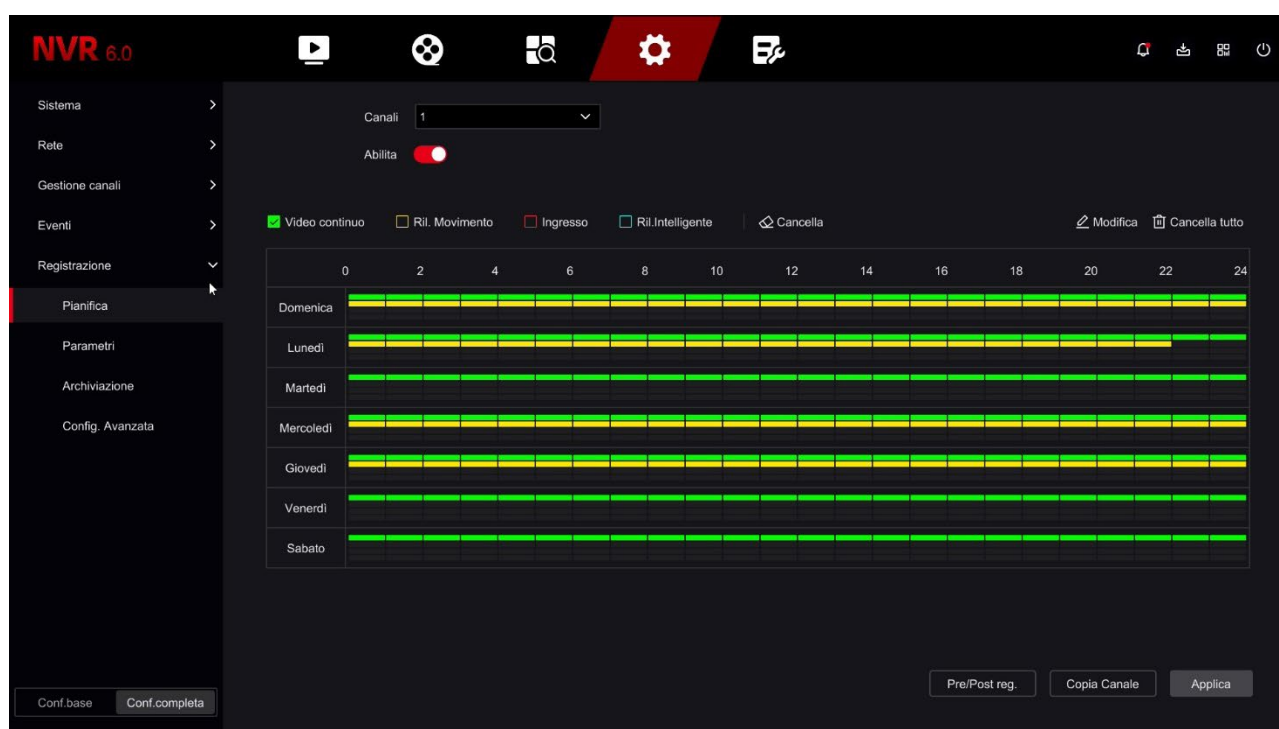 NVR 6.0
Sistema
Rete
Gestione canali
Eventi
Registrazione
Pianifica
Parametri
Archiviazione
Config. Avanzata
Conf.base Conf.completa
Canali 1
Abilita
Video continuo Ril. Movimento Ingresso Ril.Intelligente Cancella Modifica Cancella tutto
0 2 4 6 8 10 12 14 16 18 20 22 24
Domenica
Lunedì
Martedì
Mercoledì
Giovedì
Venerdì
Sabato
Pre/Post reg. Copia Canale Applica